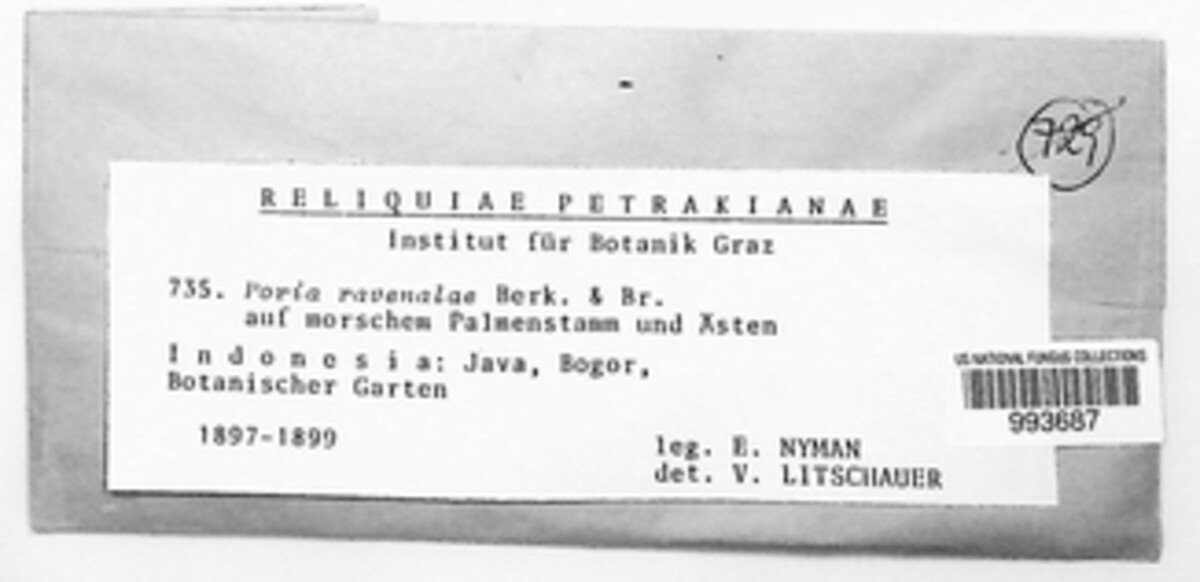 729
RELIQUIAE PETRAKIANAE
Institut für Botanik Graz
735. Poria ravenalae Berk. & Br.
auf morschem Palmenstamm und Ästen
Indonesia: Java, Bogor,
Botanischer Garten
1897-1899
leg. E. NYMAN
det. V. LITSCHAUER
US NATIONAL FUNGUS COLLECTIONS
993687